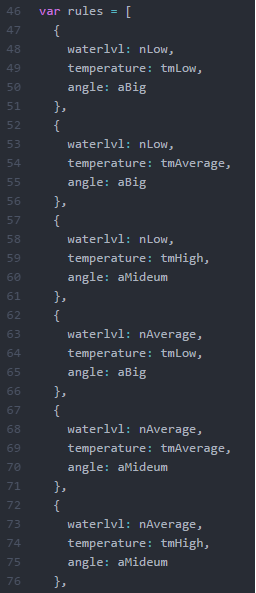 46 var rules = [
47 {
48 waterlvl: nLow,
49 temperature: tmLow,
50 angle: aBig
51 },
52 {
53 waterlvl: nLow,
54 temperature: tmAverage,
55 angle: aBig
56 },
57 {
58 waterlvl: nLow,
59 temperature: tmHigh,
60 angle: aMideum
61 },
62 {
63 waterlvl: nAverage,
64 temperature: tmLow,
65 angle: aBig
66 },
67 {
68 waterlvl: nAverage,
69 temperature: tmAverage,
70 angle: aMideum
71 },
72 {
73 waterlvl: nAverage,
74 temperature: tmHigh,
75 angle: aMideum
76 },